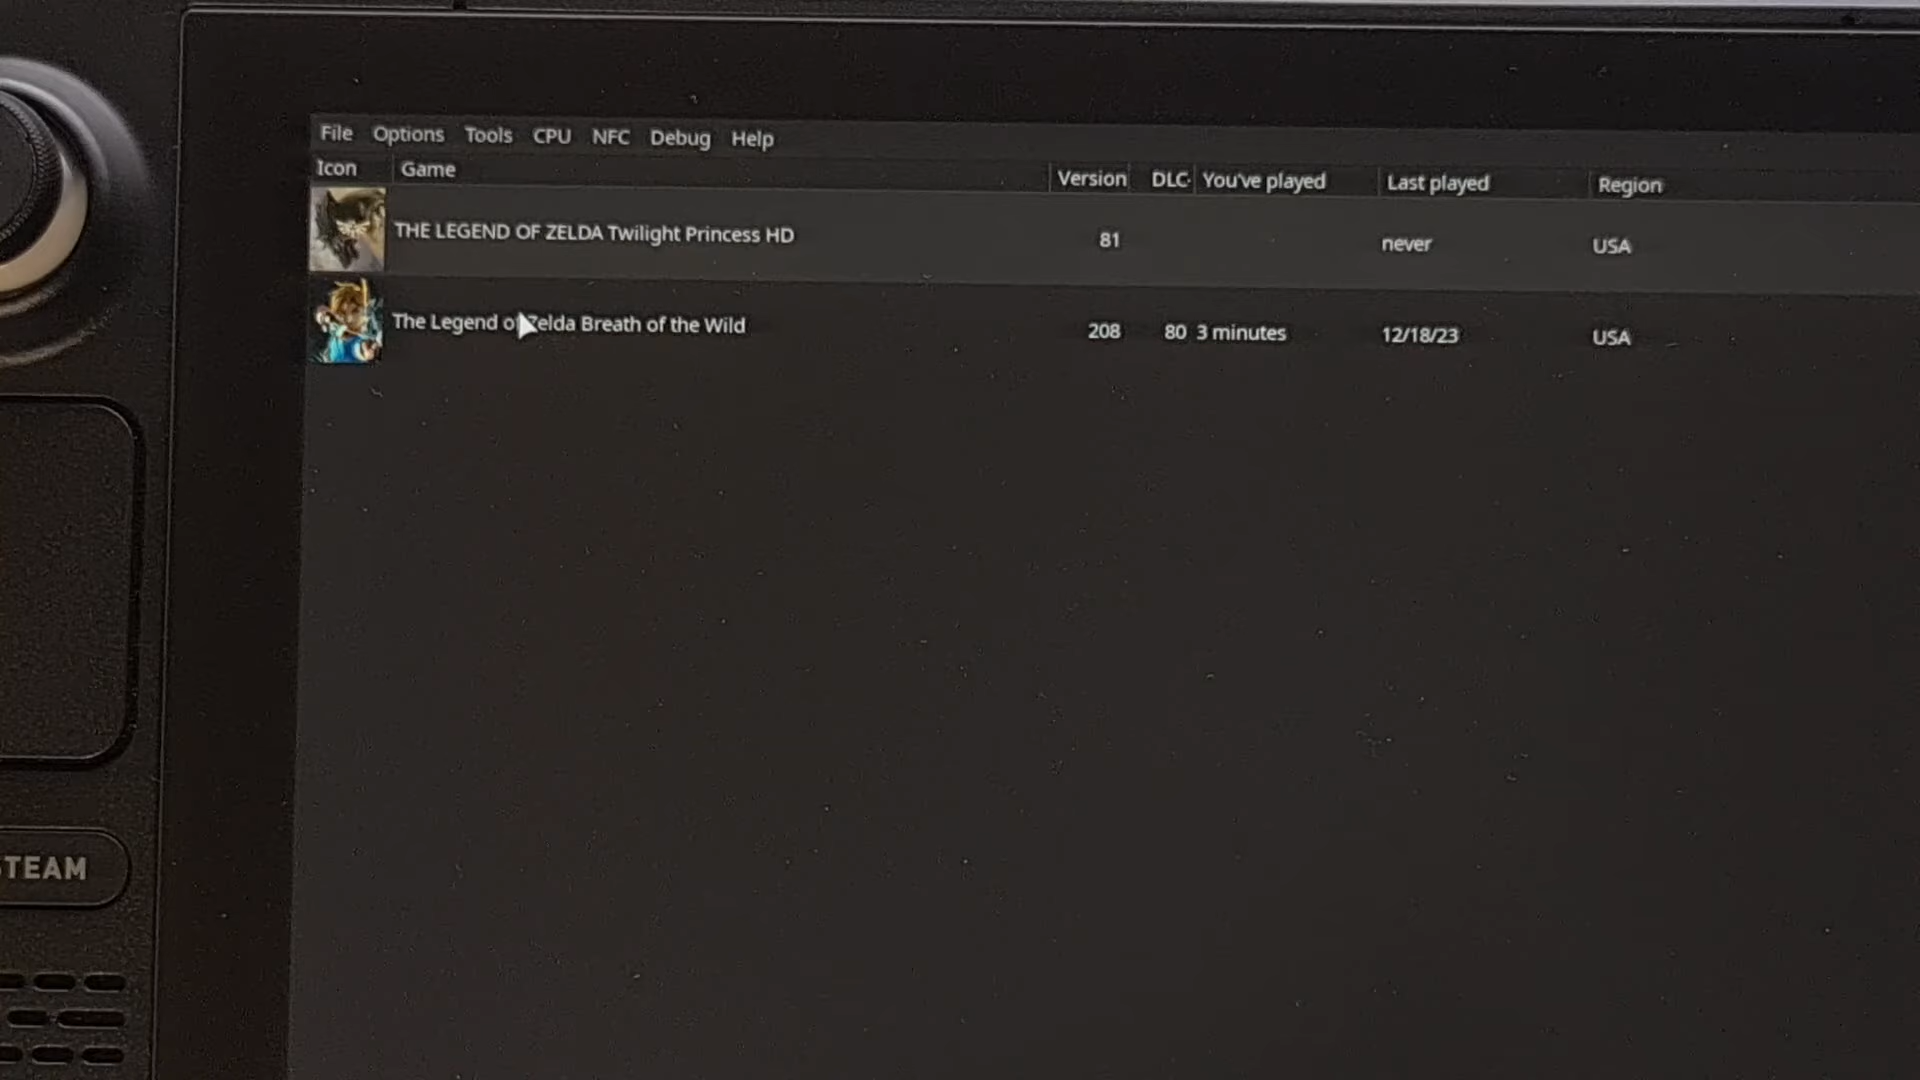 File Options Tools CPU NFC Debug Help
Icon Game Version DLC You've played Last played Region
THE LEGEND OF ZELDA Twilight Princess HD 81 never USA
The Legend of Zelda Breath of the Wild 208 80 3 minutes 12/18/23 USA
STEAM